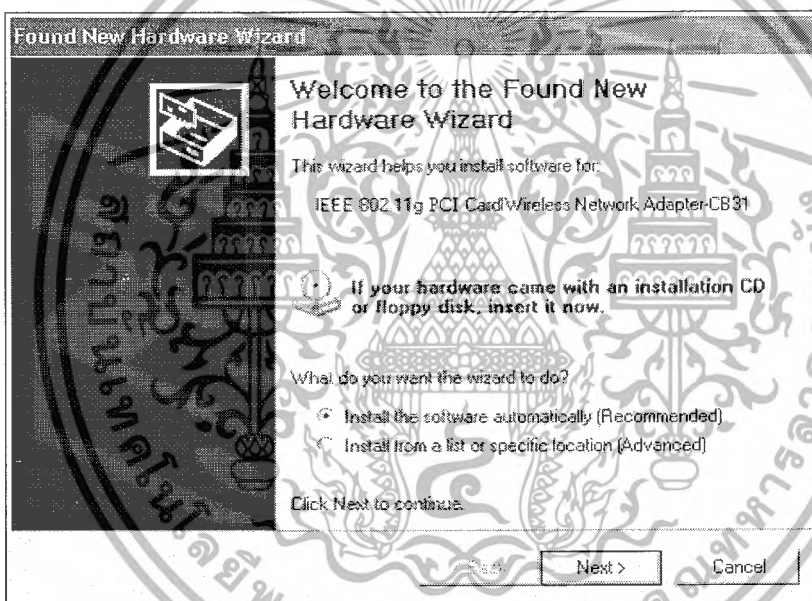 Found New Hardware Wizard
Welcome to the Found New
Hardware Wizard
This wizard helps you install software for:
IEEE 802.11g PCI Card/Wireless Network Adapter-CB31
If your hardware came with an installation CD
or floppy disk, insert it now.
What do you want the wizard to do?
Install the software automatically (Recommended)
Install from a list or specific location (Advanced)
Click Next to continue.
Next >
Cancel